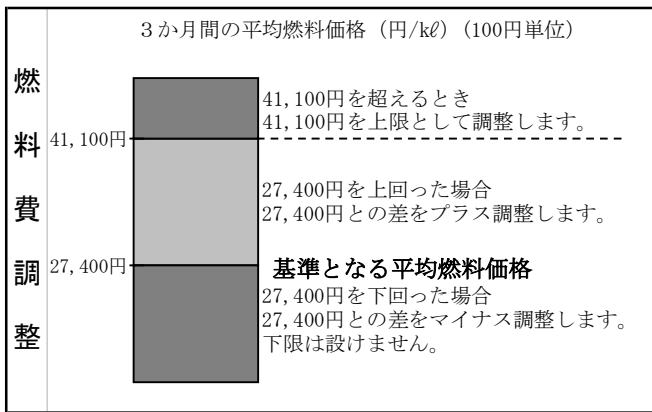 燃料費調整
3か月間の平均燃料価格（円/kℓ）（100円単位）
41,100円を超えるとき
41,100円を上限として調整します。
41,100円
27,400円を上回った場合
27,400円との差をプラス調整します。
27,400円
基準となる平均燃料価格
27,400円を下回った場合
27,400円との差をマイナス調整します。
下限は設けません。